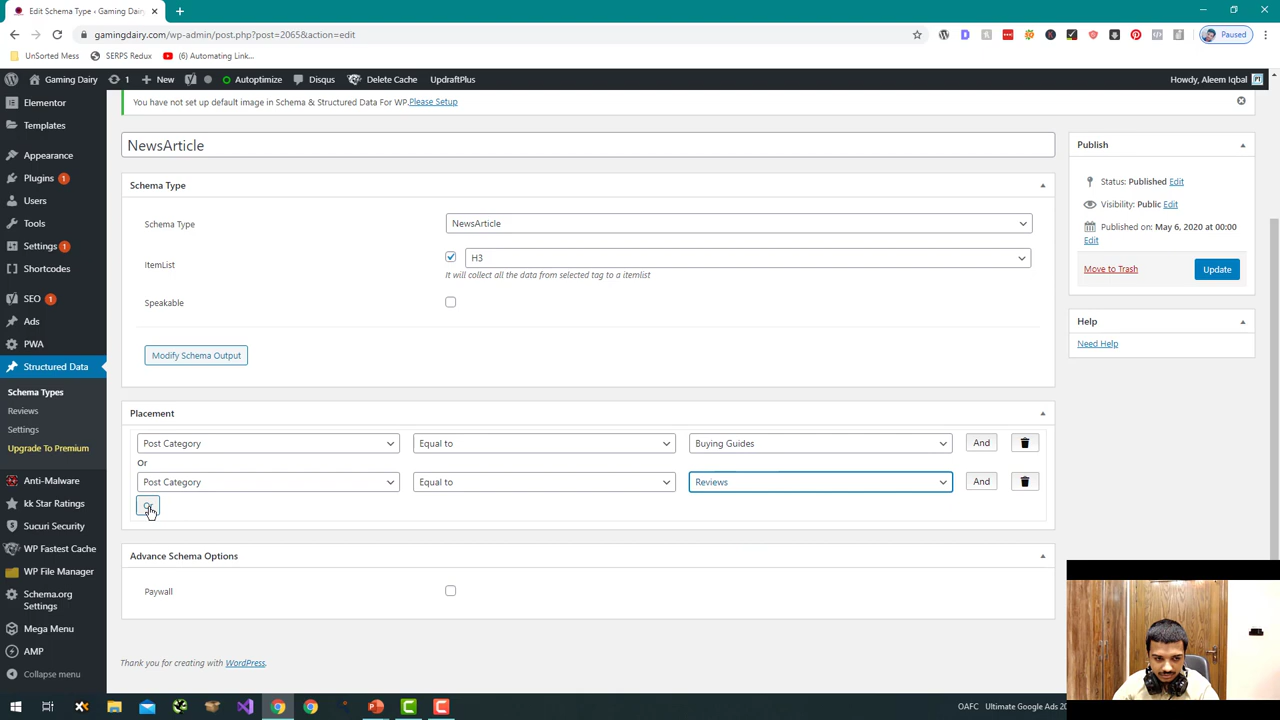 Edit Schema Type ‹ Gaming Dairy
gamingdairy.com/wp-admin/post.php?post=2065&action=edit
Paused
UnSorted Mess
SERPS Redux
(6) Automating Link...
Gaming Dairy
1
New
Autoptimize
Disqus
Delete Cache
UpdraftPlus
Howdy, Aleem Iqbal
Elementor
Templates
Appearance
Plugins 1
Users
Tools
Settings 1
Shortcodes
SEO 1
Ads
PWA
Structured Data
Schema Types
Reviews
Settings
Upgrade To Premium
Anti-Malware
kk Star Ratings
Sucuri Security
WP Fastest Cache
WP File Manager
Schema.org
Settings
Mega Menu
AMP
Collapse menu
You have not set up default image in Schema & Structured Data For WP.Please Setup
NewsArticle
Schema Type
Schema Type
NewsArticle
ItemList
H3
It will collect all the data from selected tag to a itemlist
Speakable
Modify Schema Output
Placement
Post Category
Equal to
Buying Guides
And
Or
Post Category
Equal to
Reviews
And
Advance Schema Options
Paywall
Thank you for creating with WordPress.
Publish
Status: Published Edit
Visibility: Public Edit
Published on: May 6, 2020 at 00:00
Edit
Move to Trash
Update
Help
Need Help
OAFC
Ultimate Google Ads 20